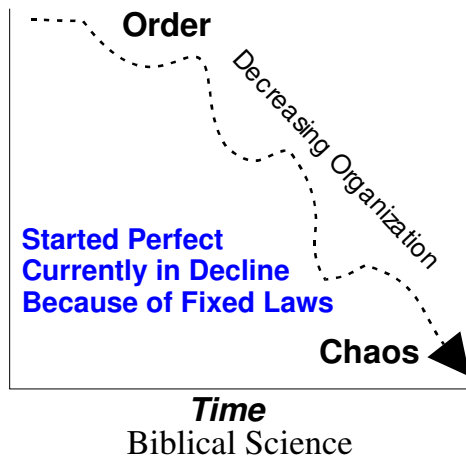 Order
Decreasing Organization
Started Perfect
Currently in Decline
Because of Fixed Laws
Chaos
Time
Biblical Science